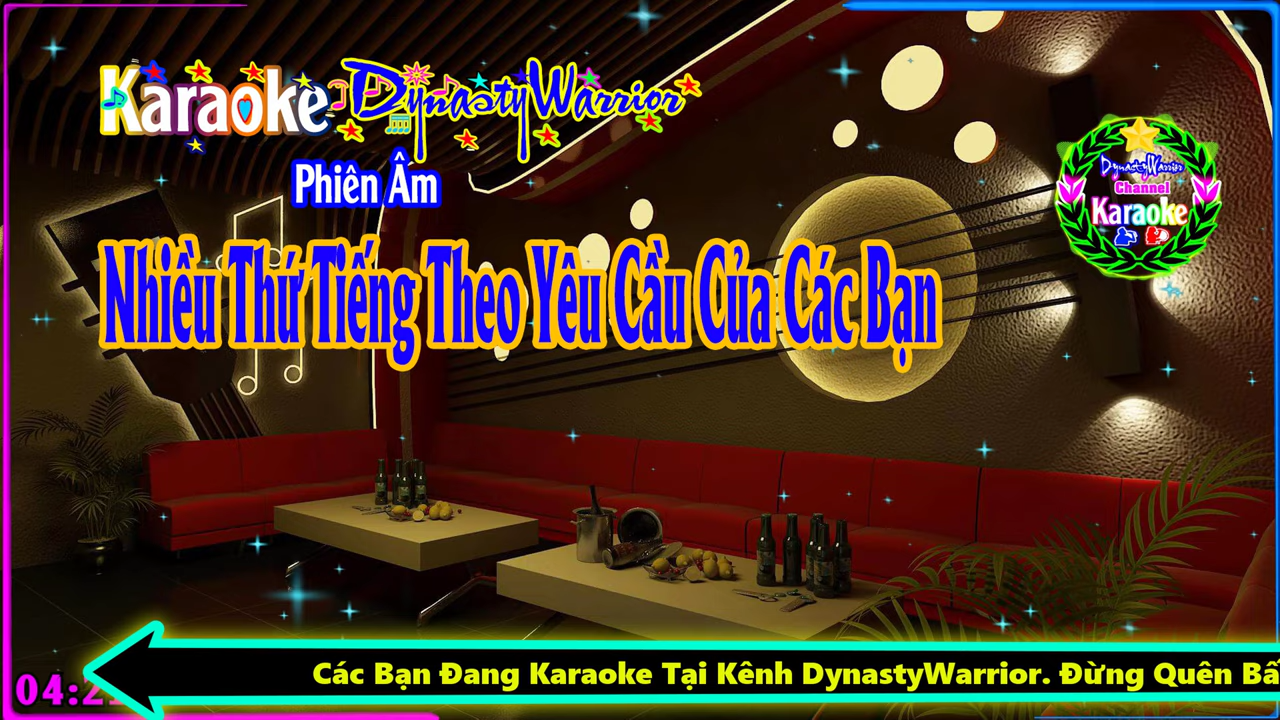 Karaoke DynastyWarrior
Phiên Âm
Nhiều Thứ Tiếng Theo Yêu Cầu Của Các Bạn
DynastyWarrior
Channel
Karaoke
Các Bạn Đang Karaoke Tại Kênh DynastyWarrior. Đừng Quên
04:2